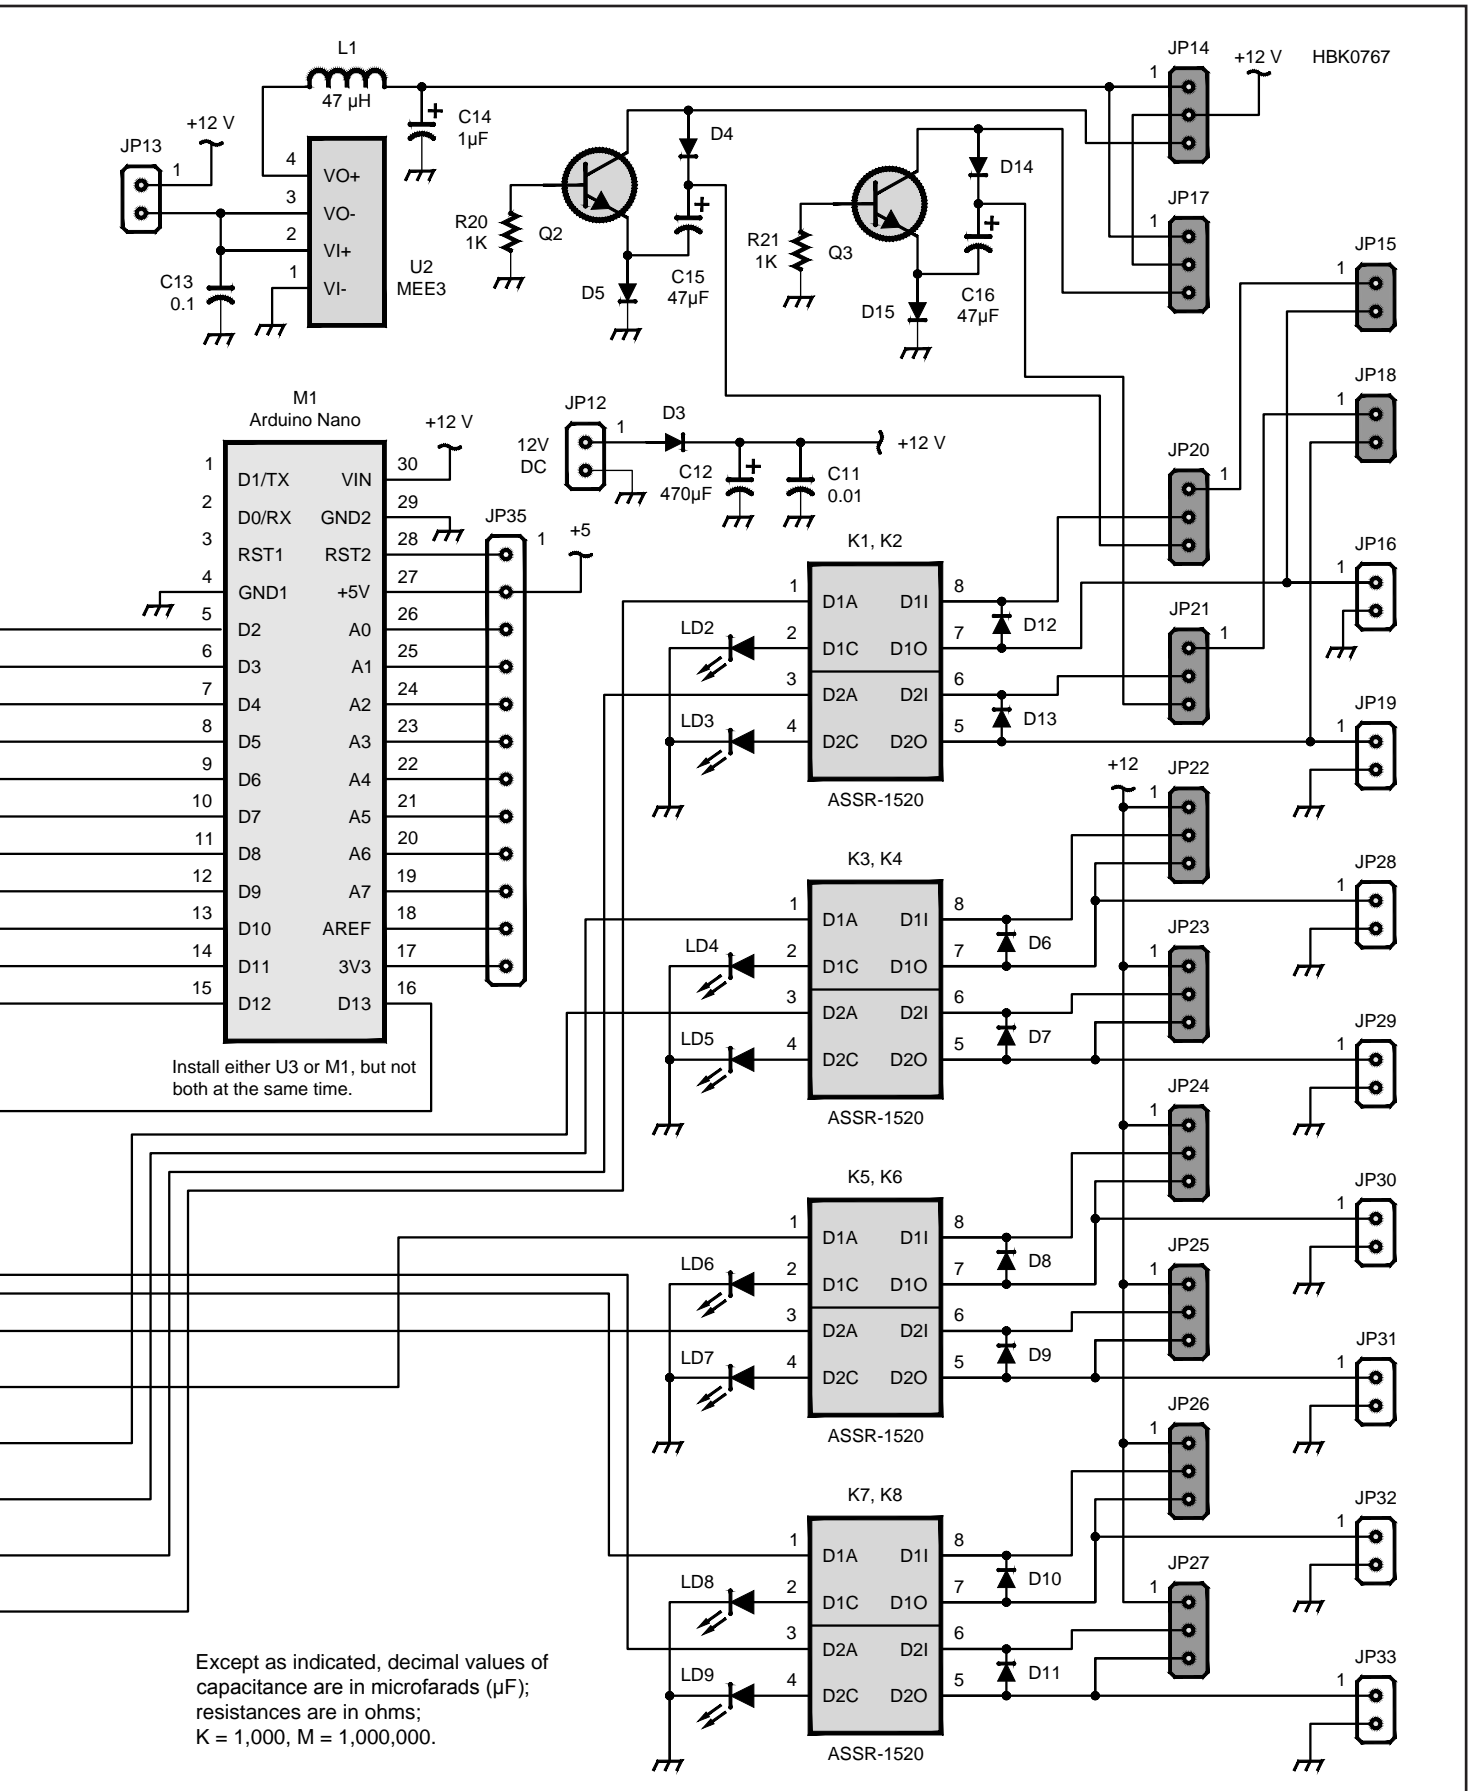 L1
47 µH
JP14
1
+12 V
HBK0767
C14
1µF
+12 V
JP13
1
4
VO+
3
VO-
2
VI+
1
VI-
U2
MEE3
C13
0.1
D4
R20
1K
Q2
C15
47µF
D5
D14
R21
1K
Q3
C16
47µF
D15
JP17
1
JP15
1
JP18
1
M1
Arduino Nano
+12 V
1
D1/TX
VIN
30
2
D0/RX
GND2
29
3
RST1
RST2
28
4
GND1
+5V
27
5
D2
A0
26
6
D3
A1
25
7
D4
A2
24
8
D5
A3
23
9
D6
A4
22
10
D7
A5
21
11
D8
A6
20
12
D9
A7
19
13
D10
AREF
18
14
D11
3V3
17
15
D12
D13
16
Install either U3 or M1, but not
both at the same time.
JP35
1
+5
JP12
1
12V
DC
D3
C12
470µF
C11
0.01
+12 V
JP20
1
JP16
1
K1, K2
1
D1A
D1I
8
LD2
2
D1C
D1O
7
D12
3
D2A
D2I
6
LD3
4
D2C
D2O
5
D13
ASSR-1520
JP21
1
JP19
1
+12
JP22
1
JP28
1
K3, K4
1
D1A
D1I
8
LD4
2
D1C
D1O
7
D6
3
D2A
D2I
6
LD5
4
D2C
D2O
5
D7
ASSR-1520
JP23
1
JP29
1
JP24
1
JP30
1
K5, K6
1
D1A
D1I
8
LD6
2
D1C
D1O
7
D8
3
D2A
D2I
6
LD7
4
D2C
D2O
5
D9
ASSR-1520
JP25
1
JP31
1
JP26
1
JP32
1
K7, K8
1
D1A
D1I
8
LD8
2
D1C
D1O
7
D10
3
D2A
D2I
6
LD9
4
D2C
D2O
5
D11
ASSR-1520
JP27
1
JP33
1
Except as indicated, decimal values of
capacitance are in microfarads (µF);
resistances are in ohms;
K = 1,000, M = 1,000,000.